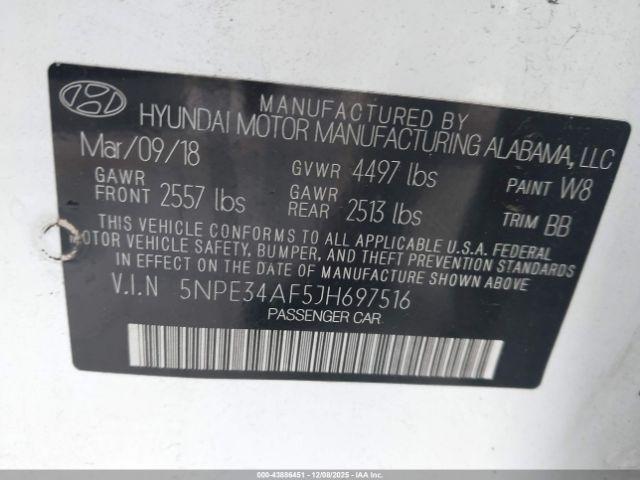 MANUFACTURED BY
HYUNDAI MOTOR MANUFACTURING ALABAMA, LLC
Mar/09/18 GVWR 4497 lbs PAINT W8
GAWR FRONT 2557 lbs GAWR REAR 2513 lbs TRIM BB
THIS VEHICLE CONFORMS TO ALL APPLICABLE U.S.A. FEDERAL
MOTOR VEHICLE SAFETY, BUMPER, AND THEFT PREVENTION
STANDARDS IN EFFECT ON THE DATE OF MANUFACTURE SHOWN ABOVE
V.I.N 5NPE34AF5JH697516
PASSENGER CAR
000-43886451 | 12/08/2025 - PASADENA, TX